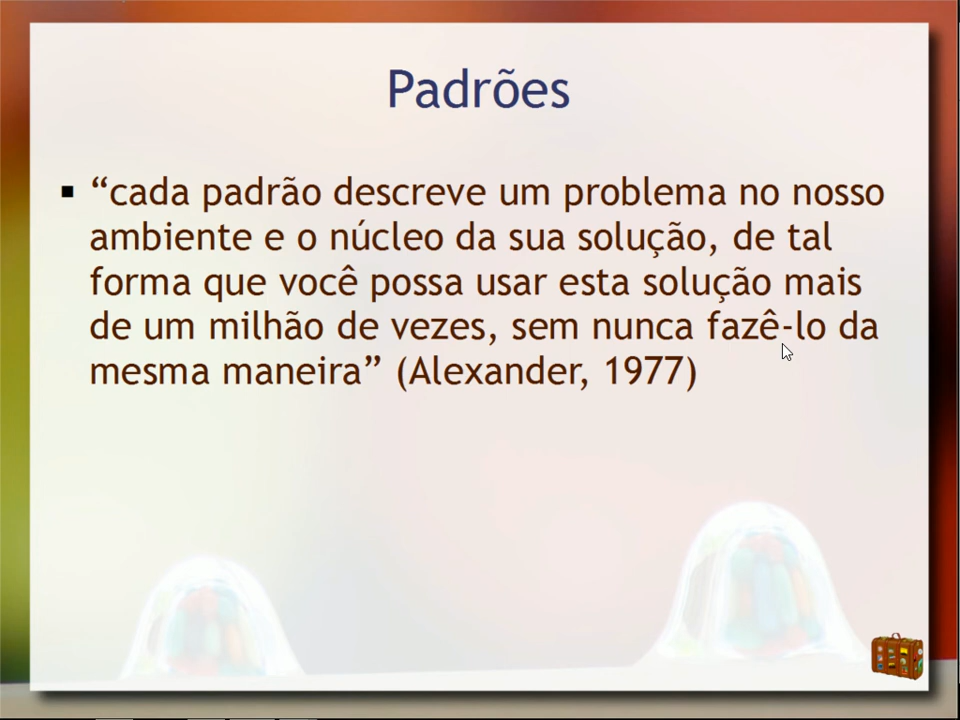 Padrões
▪ “cada padrão descreve um problema no nosso
ambiente e o núcleo da sua solução, de tal
forma que você possa usar esta solução mais
de um milhão de vezes, sem nunca fazê-lo da
mesma maneira” (Alexander, 1977)